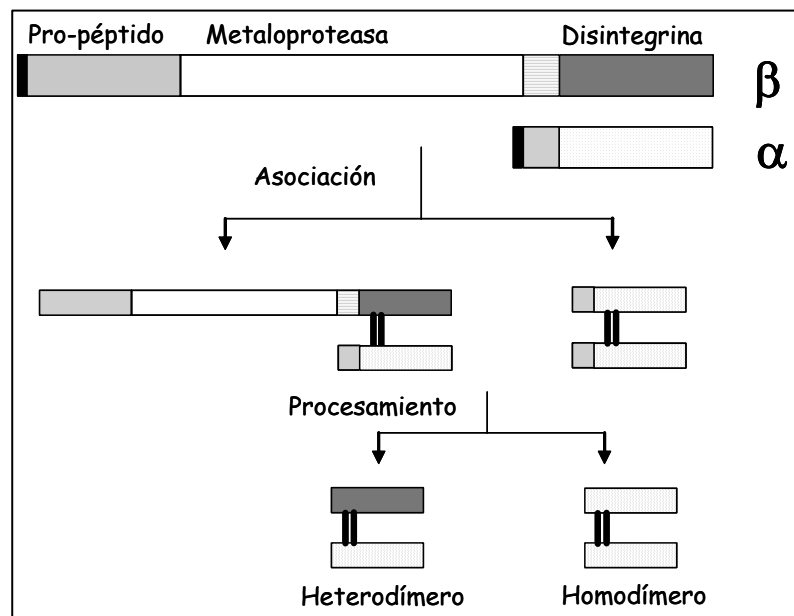 Pro-péptido Metaloproteasa Disintegrina
β
α
Asociación
Procesamiento
Heterodímero Homodímero